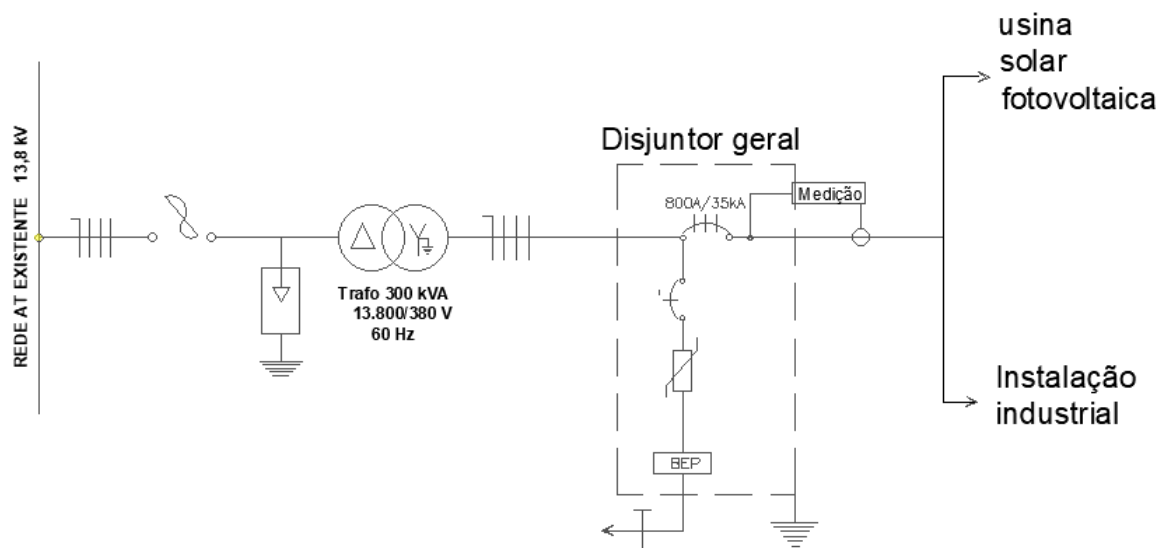 usina
solar
fotovoltaica
Disjuntor geral
REDE AT EXISTENTE 13,8 kV
800A/35kA
Medição
Trafo 300 kVA
13.800/380 V
60 Hz
Instalação
industrial
BEP